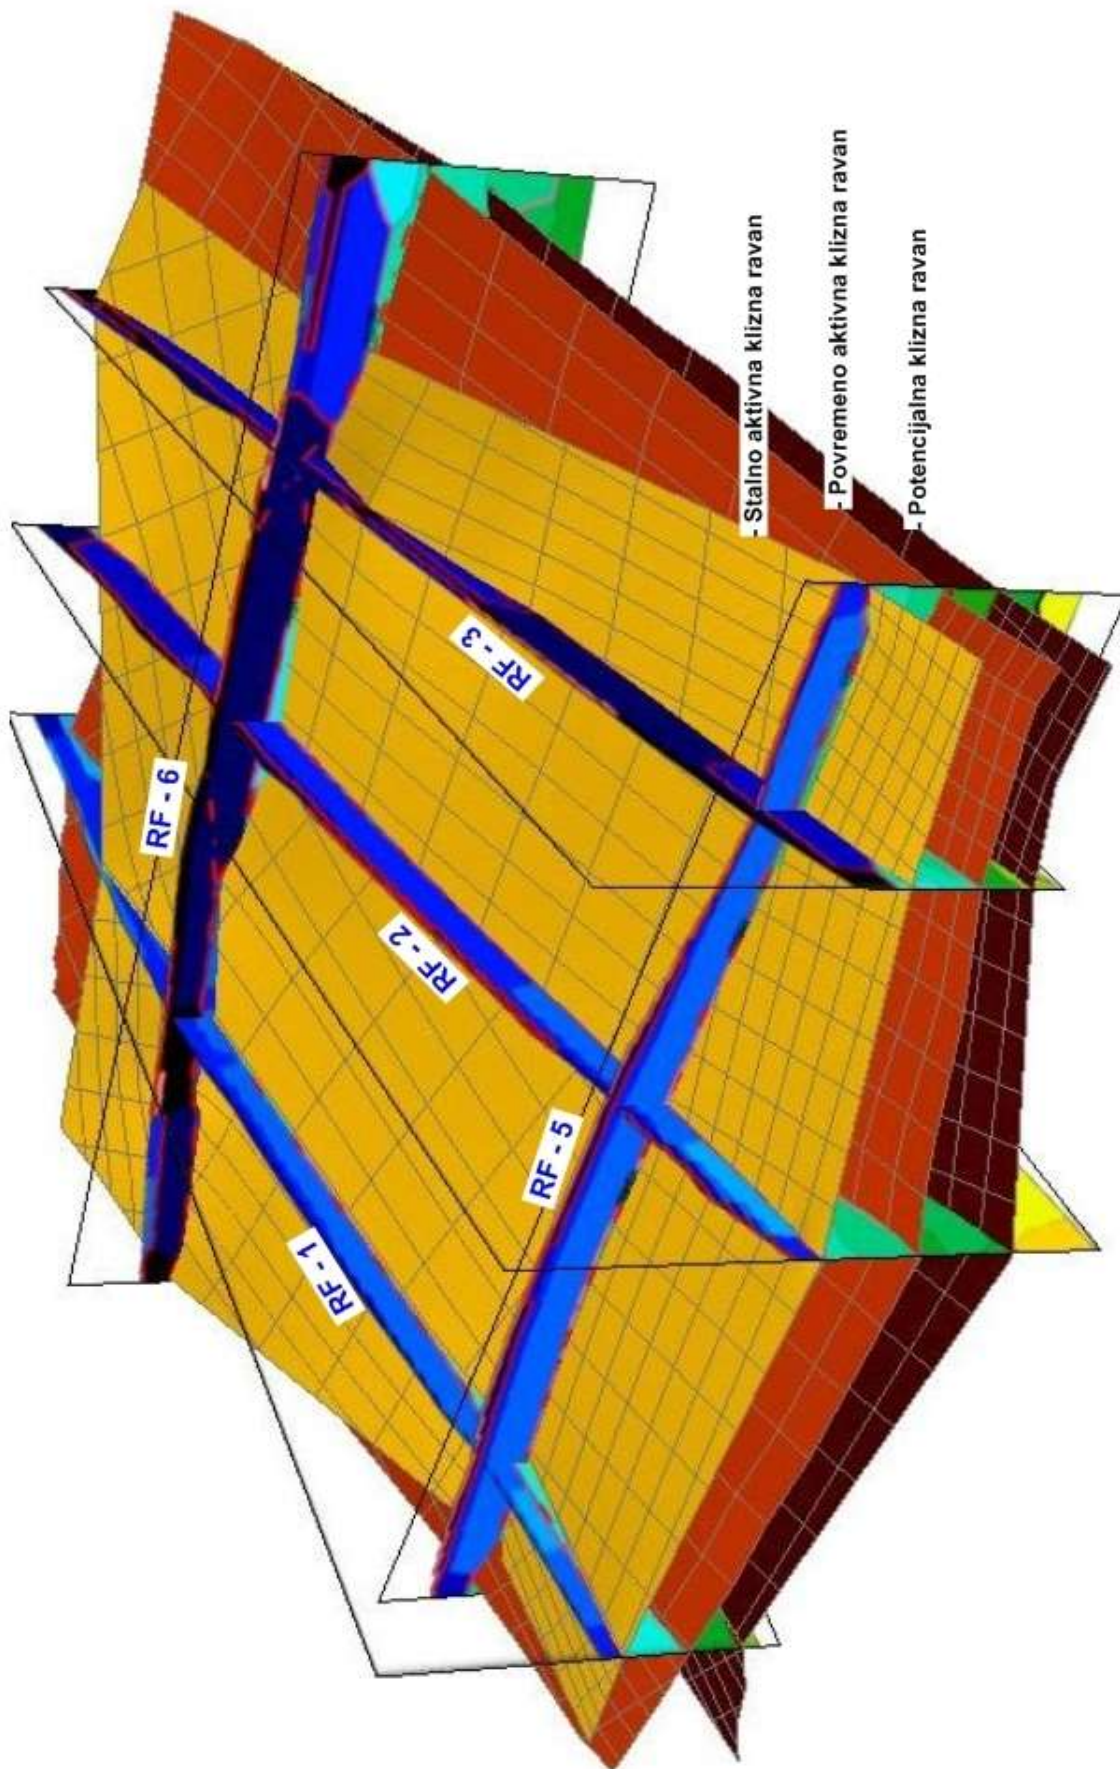 RF - 6
RF - 3
RF - 2
RF - 5
RF - 1
- Stalno aktivna klizna ravan
- Povremeno aktivna klizna ravan
- Potencijalna klizna ravan